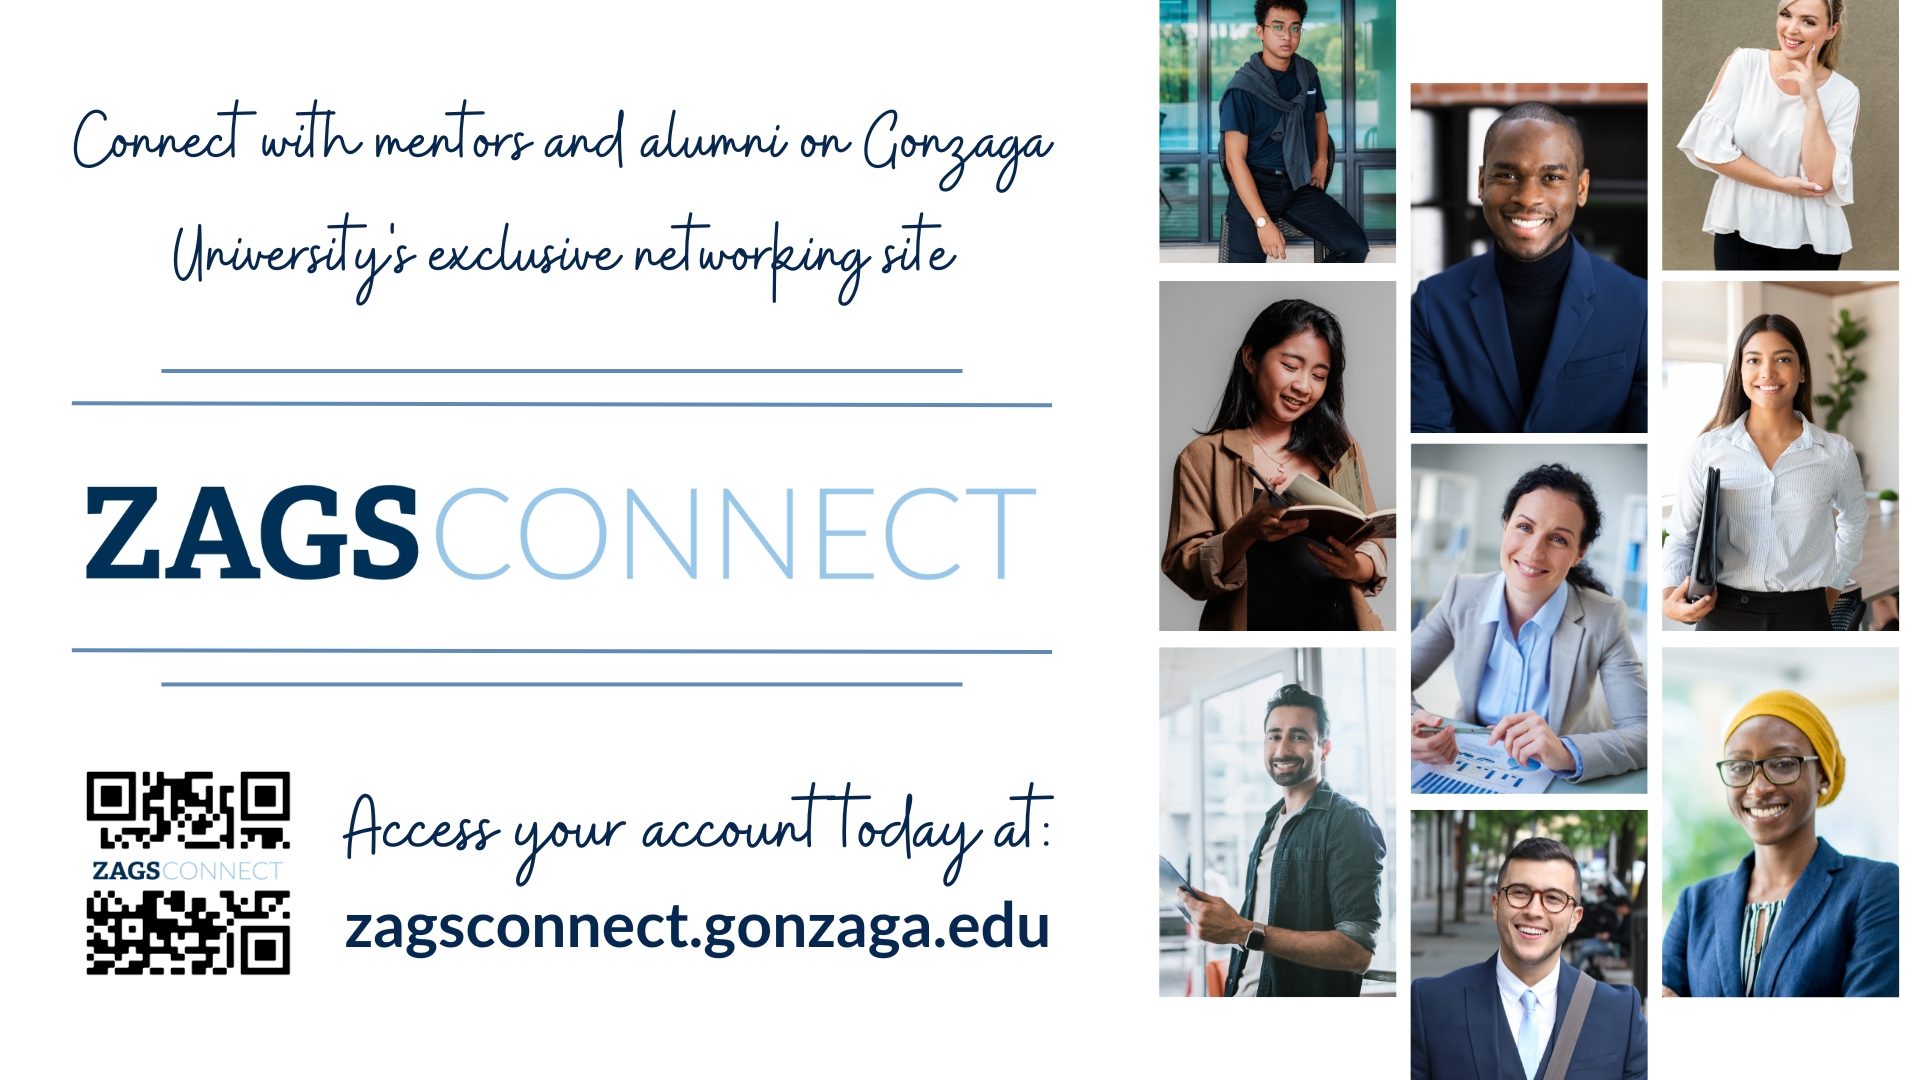 Connect with mentors and alumni on Gonzaga
University's exclusive networking site
ZAGSCONNECT
Access your account today at:
ZAGSCONNECT
zagsconnect.gonzaga.edu